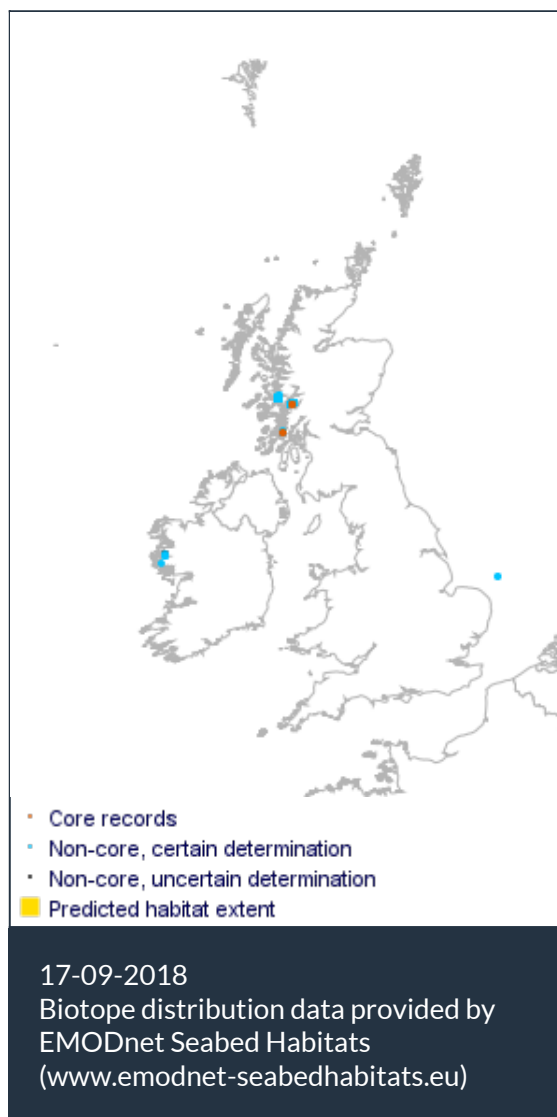 Core records
Non-core, certain determination
Non-core, uncertain determination
Predicted habitat extent
17-09-2018
Biotope distribution data provided by
EMODnet Seabed Habitats
(www.emodnet-seabedhabitats.eu)